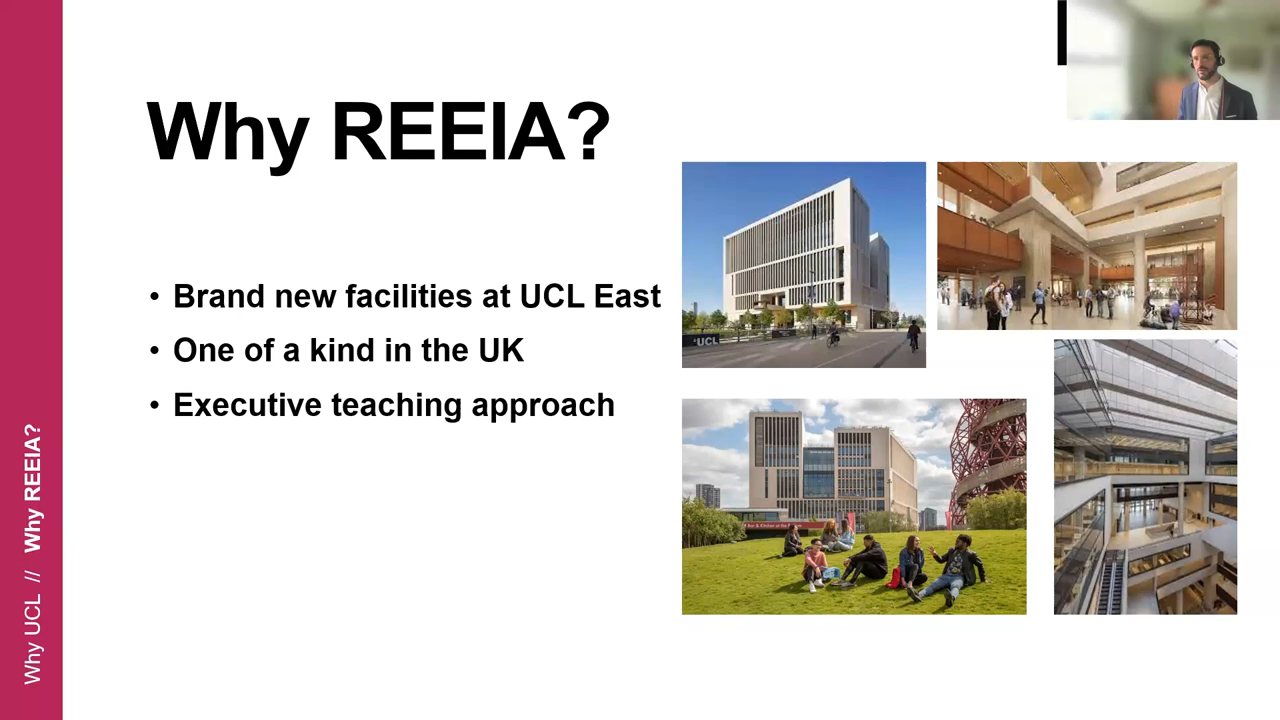 Why REEIA?
• Brand new facilities at UCL East
• One of a kind in the UK
• Executive teaching approach
Why UCL // Why REEIA?
UCL